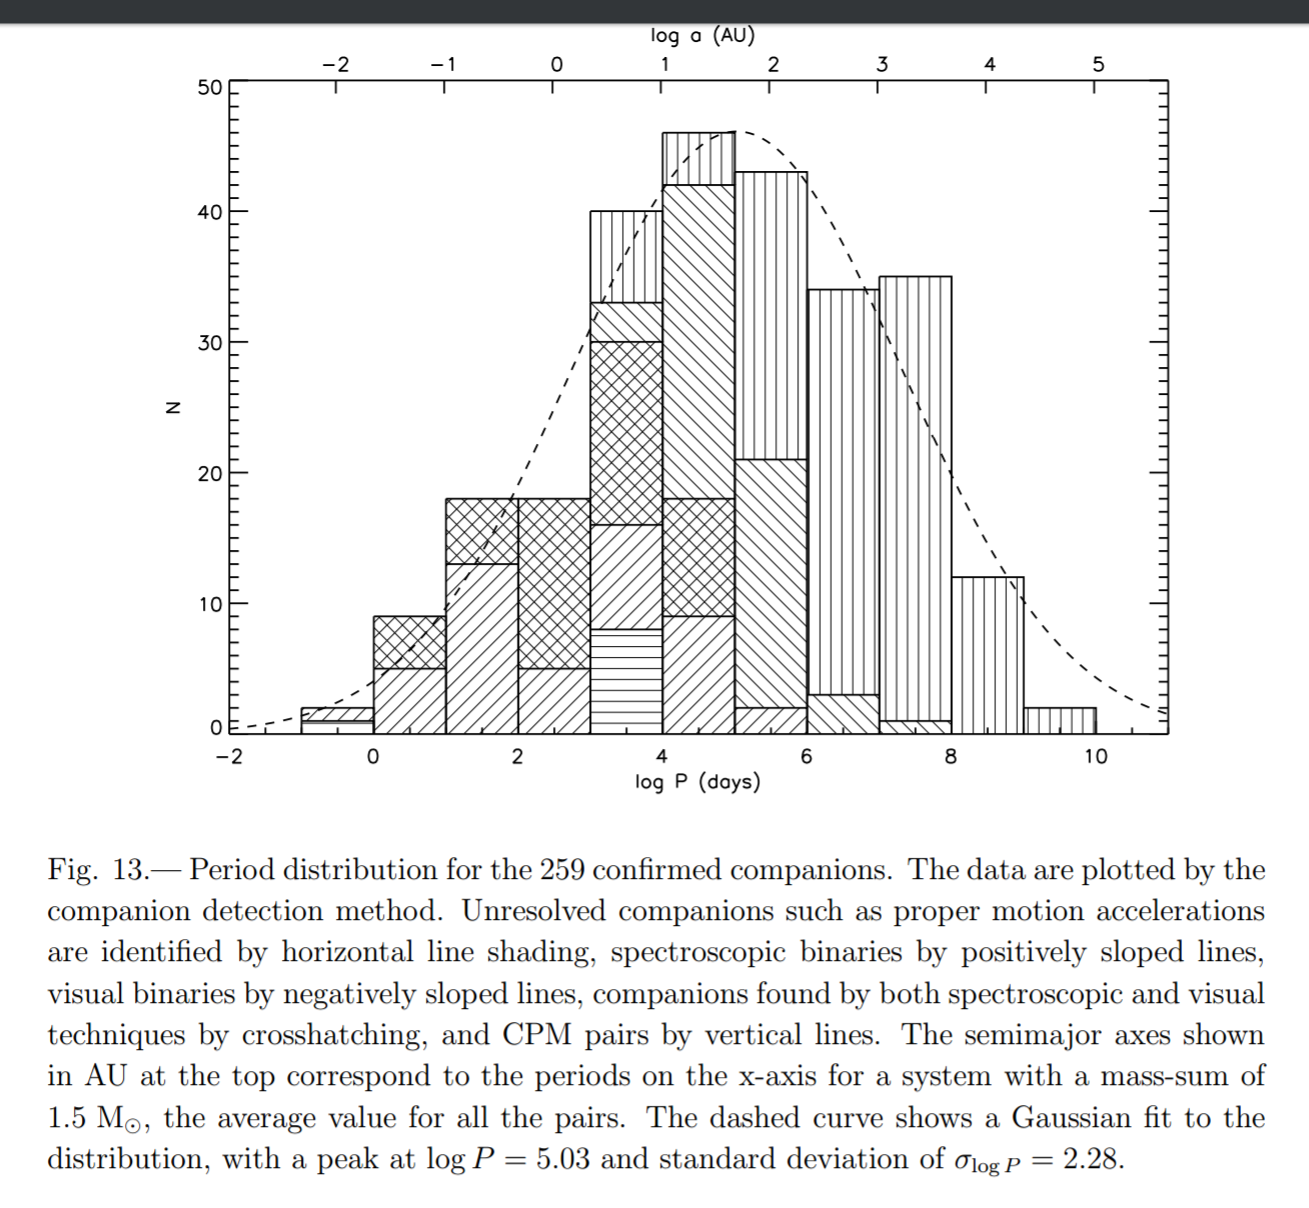 log a (AU)
−2 −1 0 1 2 3 4 5
50
40
30
N
20
10
0
−2 0 2 4 6 8 10
log P (days)
Fig. 13.— Period distribution for the 259 confirmed companions. The data are plotted by the
companion detection method. Unresolved companions such as proper motion accelerations
are identified by horizontal line shading, spectroscopic binaries by positively sloped lines,
visual binaries by negatively sloped lines, companions found by both spectroscopic and visual
techniques by crosshatching, and CPM pairs by vertical lines. The semimajor axes shown
in AU at the top correspond to the periods on the x-axis for a system with a mass-sum of
1.5 M☉, the average value for all the pairs. The dashed curve shows a Gaussian fit to the
distribution, with a peak at log P = 5.03 and standard deviation of σlog P = 2.28.